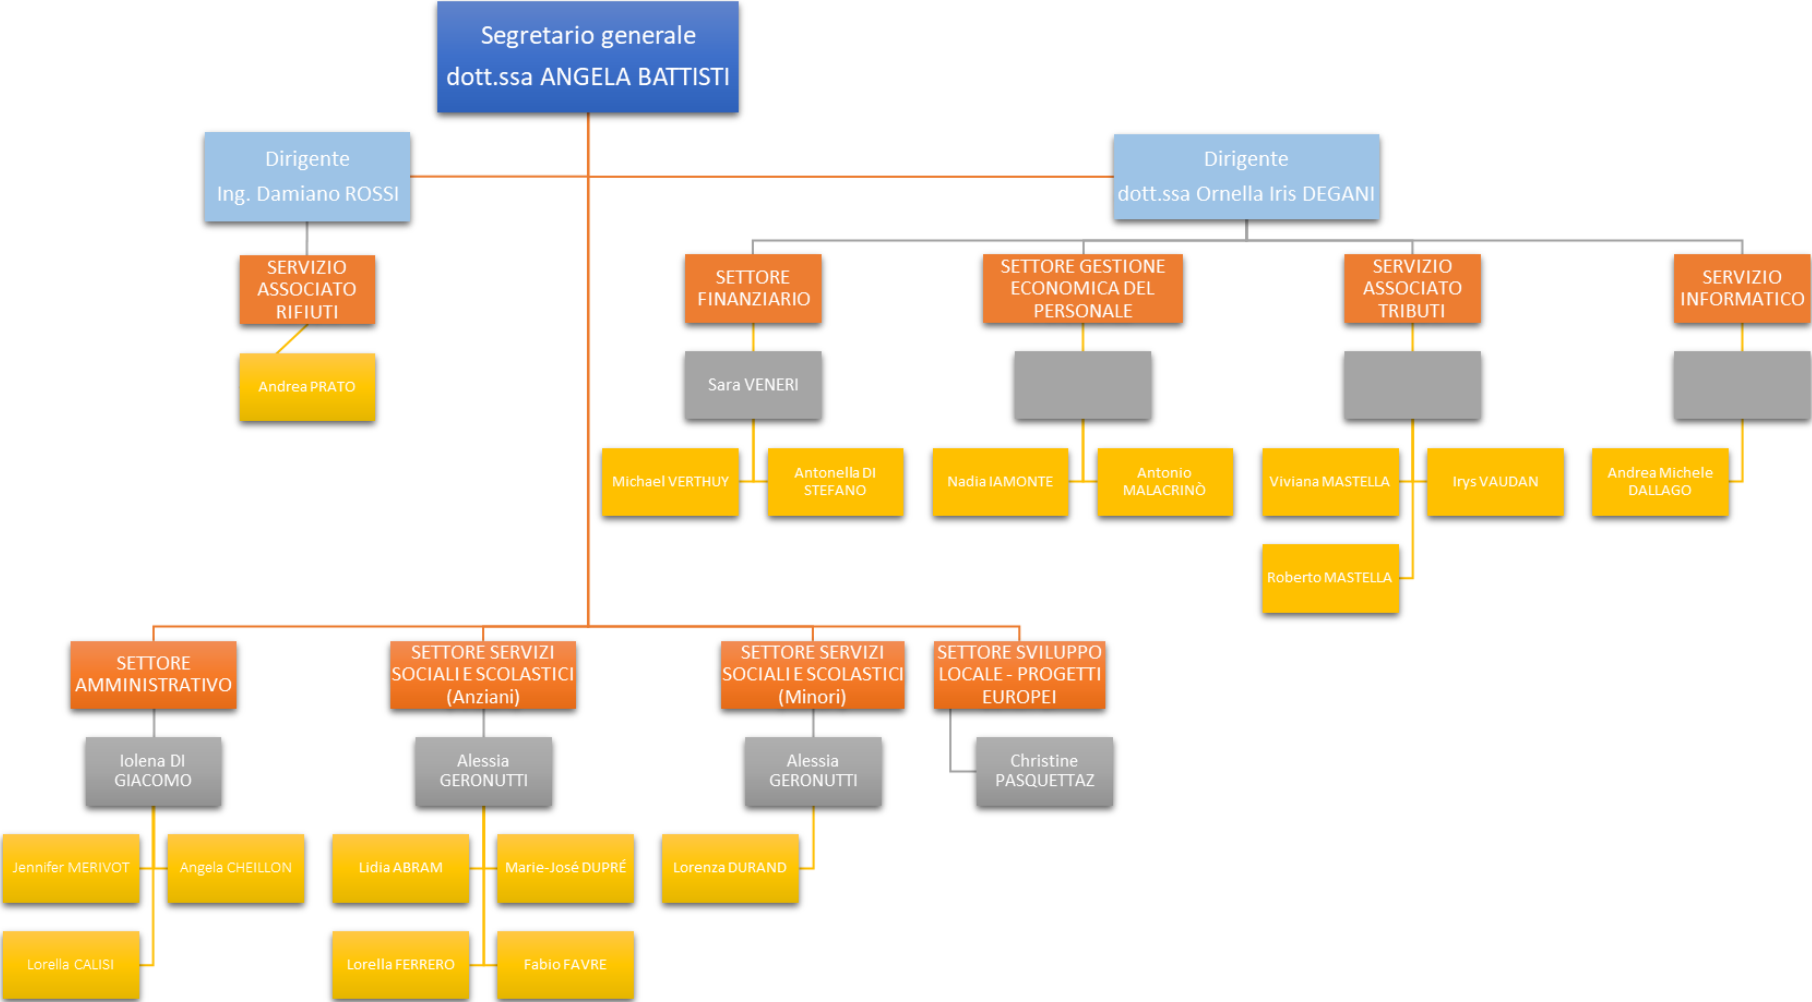 Segretario generale
dott.ssa ANGELA BATTISTI
Dirigente
Ing. Damiano ROSSI
Dirigente
dott.ssa Ornella Iris DEGANI
SERVIZIO
ASSOCIATO
RIFIUTI
SETTORE
FINANZIARIO
SETTORE GESTIONE
ECONOMICA DEL
PERSONALE
SERVIZIO
ASSOCIATO
TRIBUTI
SERVIZIO
INFORMATICO
Andrea PRATO
Sara VENERI
Michael VERTHUY
Antonella DI
STEFANO
Nadia IAMONTE
Antonio
MALACRINÒ
Viviana MASTELLA
Irys VAUDAN
Andrea Michele
DALLAGO
Roberto MASTELLA
SETTORE
AMMINISTRATIVO
SETTORE SERVIZI
SOCIALI E SCOLASTICI
(Anziani)
SETTORE SERVIZI
SOCIALI E SCOLASTICI
(Minori)
SETTORE SVILUPPO
LOCALE - PROGETTI
EUROPEI
Iolena DI
GIACOMO
Alessia
GERONUTTI
Alessia
GERONUTTI
Christine
PASQUETTAZ
Jennifer MERIVOT
Angela CHEILLON
Lidia ABRAM
Marie-José DUPRÉ
Lorenza DURAND
Lorella CALISI
Lorella FERRERO
Fabio FAVRE